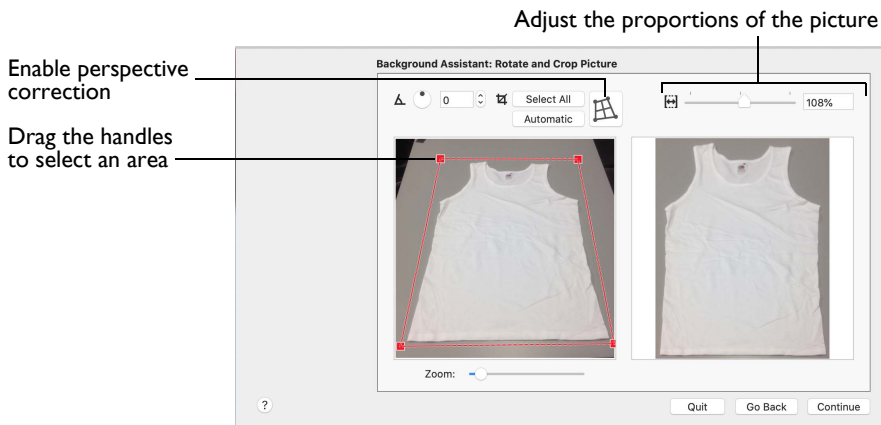 Adjust the proportions of the picture
Enable perspective
correction
Drag the handles
to select an area
Background Assistant: Rotate and Crop Picture
0
Select All
Automatic
108%
Zoom:
?
Quit
Go Back
Continue